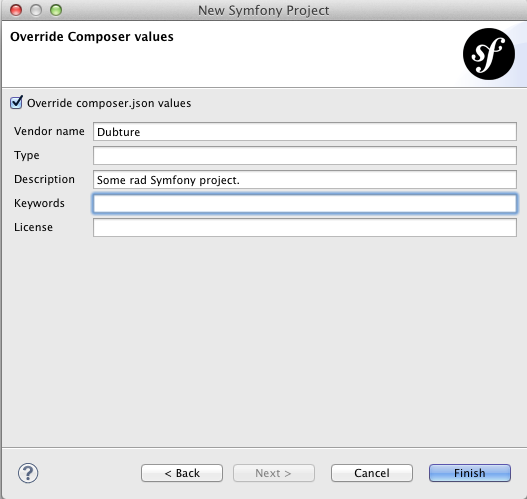 New Symfony Project
Override Composer values
sf
Override composer.json values
Vendor name Dubture
Type
Description Some rad Symfony project.
Keywords
License
? < Back Next > Cancel Finish